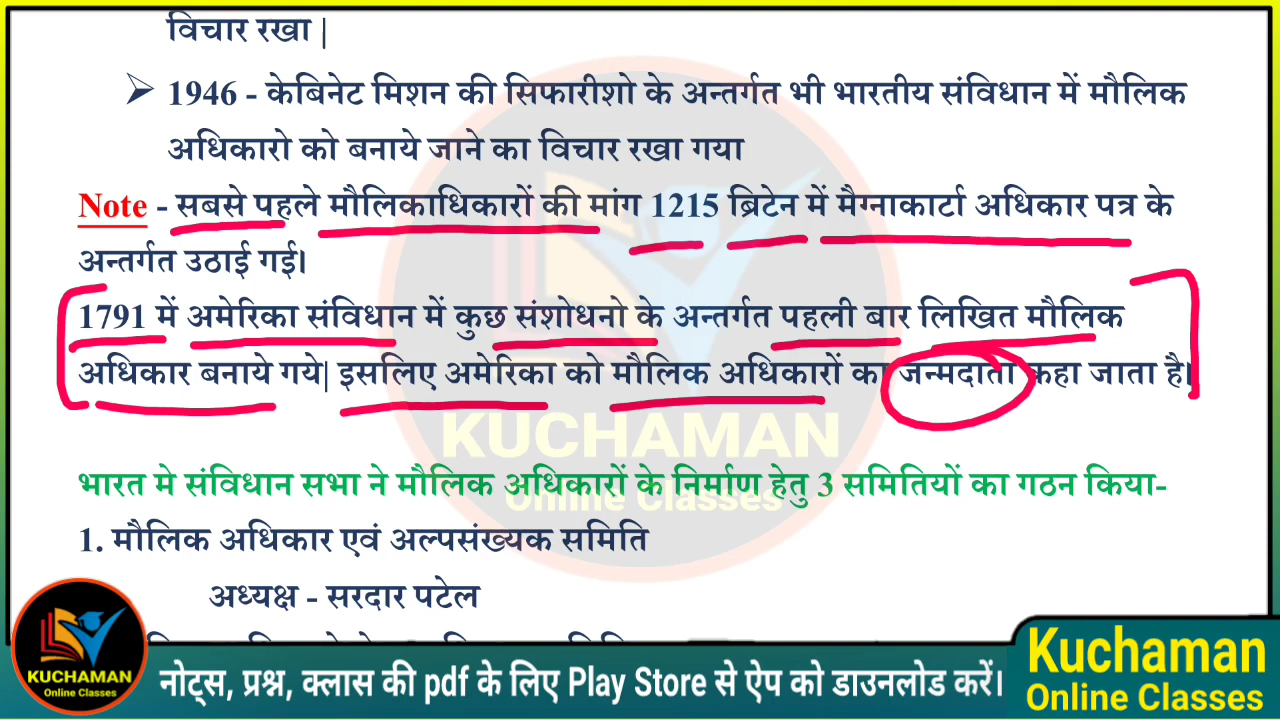 विचार रखा |
➢ 1946 - केबिनेट मिशन की सिफारीशो के अन्तर्गत भी भारतीय संविधान में मौलिक
अधिकारो को बनाये जाने का विचार रखा गया
Note - सबसे पहले मौलिकाधिकारों की मांग 1215 ब्रिटेन में मैग्नाकार्टा अधिकार पत्र के
अन्तर्गत उठाई गई।
1791 में अमेरिका संविधान में कुछ संशोधनो के अन्तर्गत पहली बार लिखित मौलिक
अधिकार बनाये गये| इसलिए अमेरिका को मौलिक अधिकारों का जन्मदाता कहा जाता है।
KUCHAMAN
भारत मे संविधान सभा ने मौलिक अधिकारों के निर्माण हेतु 3 समितियों का गठन किया-
Online Classes
1. मौलिक अधिकार एवं अल्पसंख्यक समिति
अध्यक्ष - सरदार पटेल
KUCHAMAN
Online Classes
नोट्स, प्रश्न, क्लास की pdf के लिए Play Store से ऐप को डाउनलोड करें।
Kuchaman
Online Classes